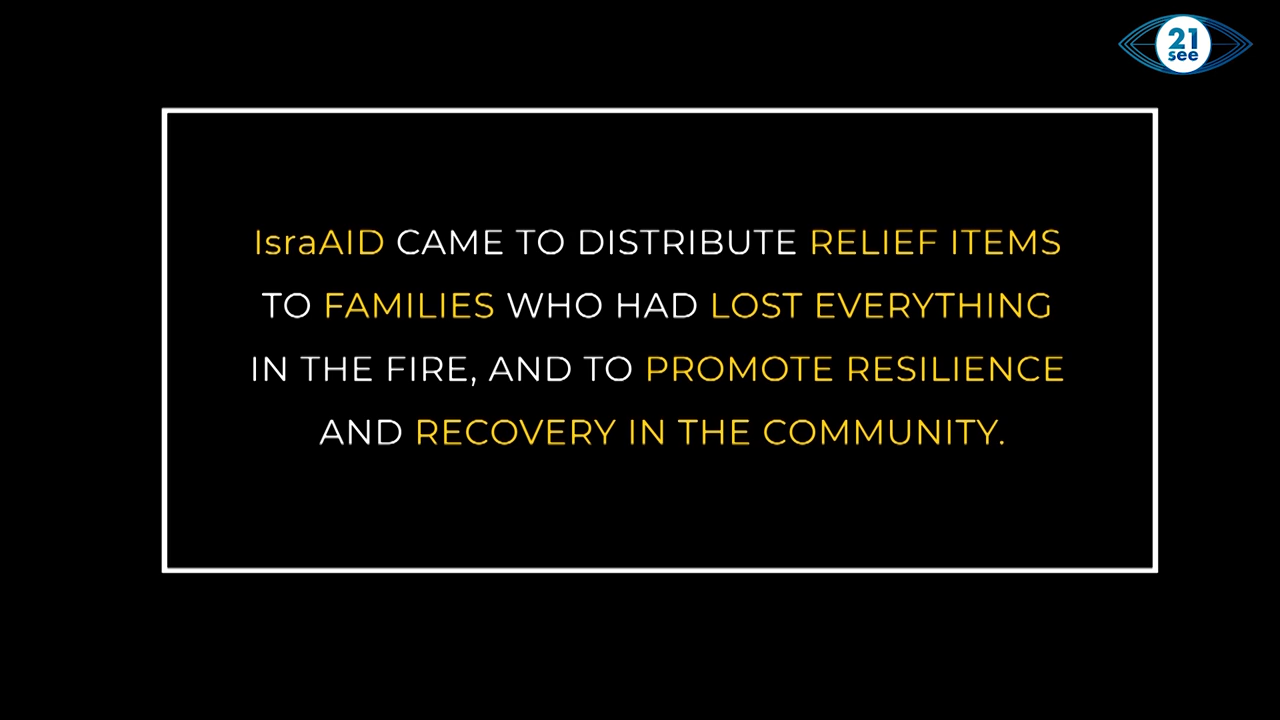 21
see
IsraAID CAME TO DISTRIBUTE RELIEF ITEMS
TO FAMILIES WHO HAD LOST EVERYTHING
IN THE FIRE, AND TO PROMOTE RESILIENCE
AND RECOVERY IN THE COMMUNITY.